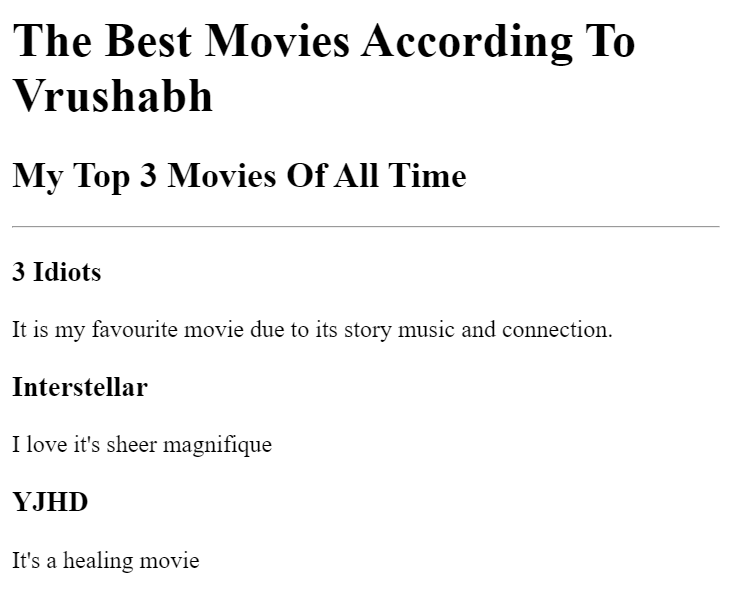 The Best Movies According To
Vrushabh
My Top 3 Movies Of All Time
3 Idiots
It is my favourite movie due to its story music and connection.
Interstellar
I love it's sheer magnifique
YJHD
It's a healing movie